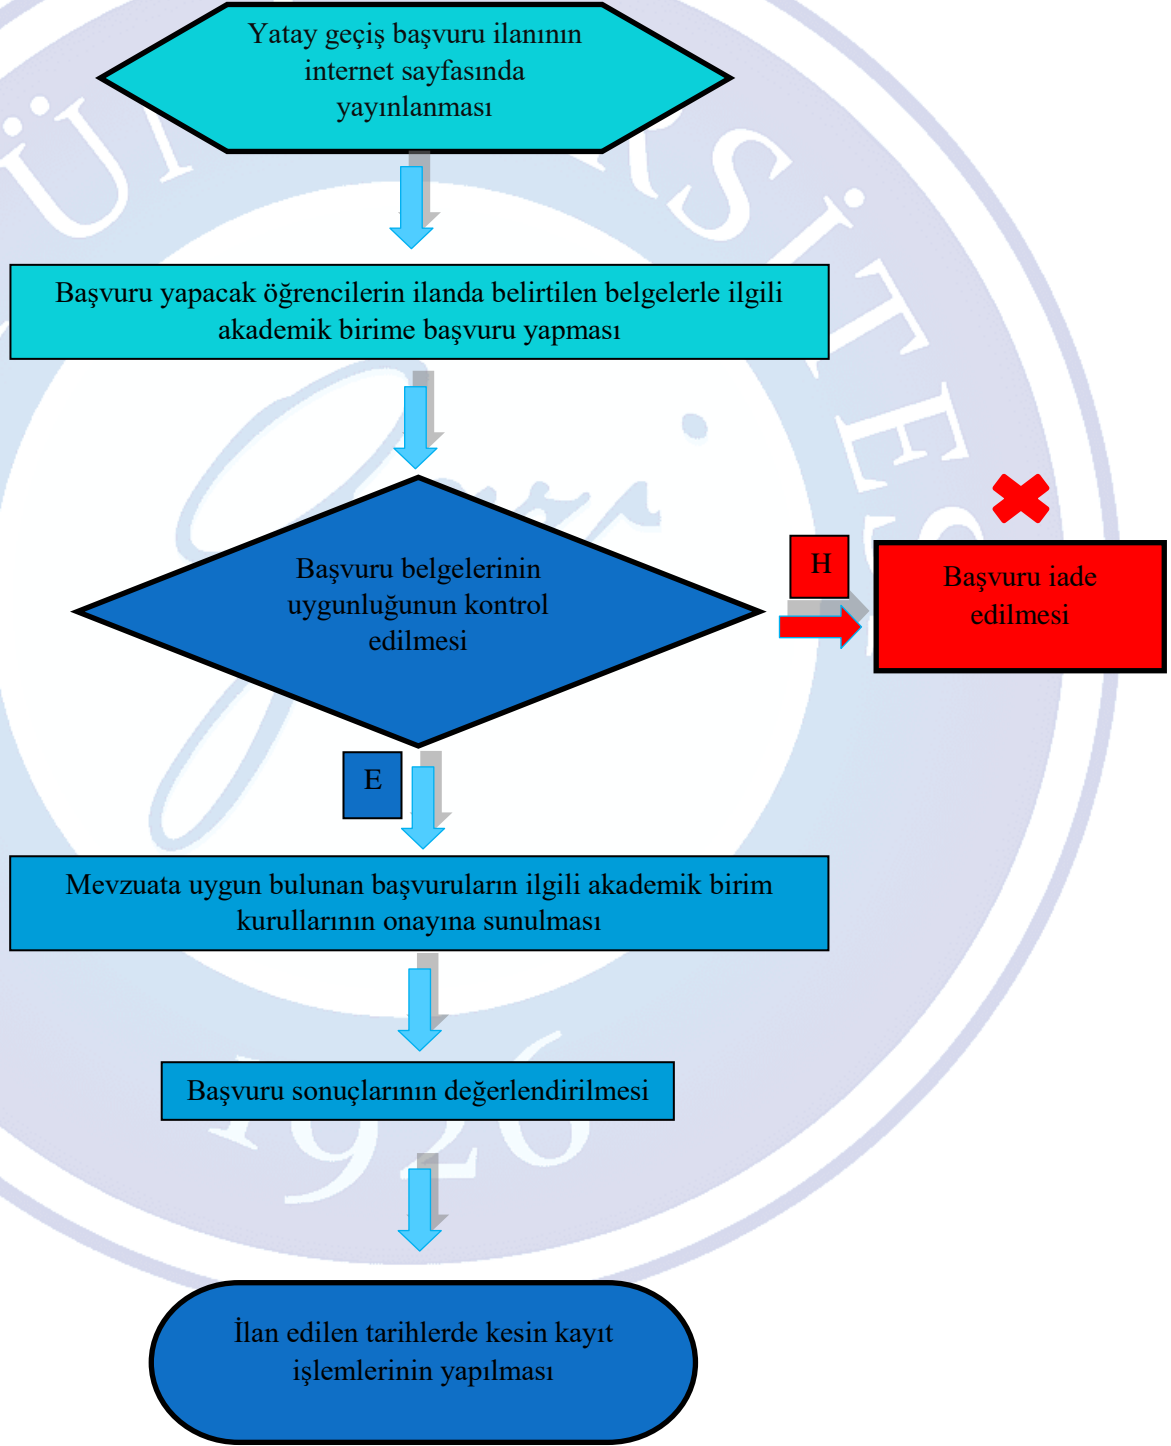 Yatay geçiş başvuru ilanının
internet sayfasında
yayınlanması
Başvuru yapacak öğrencilerin ilanda belirtilen belgelerle ilgili
akademik birime başvuru yapması
Başvuru belgelerinin
uygunluğunun kontrol
edilmesi
H
Başvuru iade
edilmesi
E
Mevzuata uygun bulunan başvuruların ilgili akademik birim
kurullarının onayına sunulması
Başvuru sonuçlarının değerlendirilmesi
1926
İlan edilen tarihlerde kesin kayıt
işlemlerinin yapılması